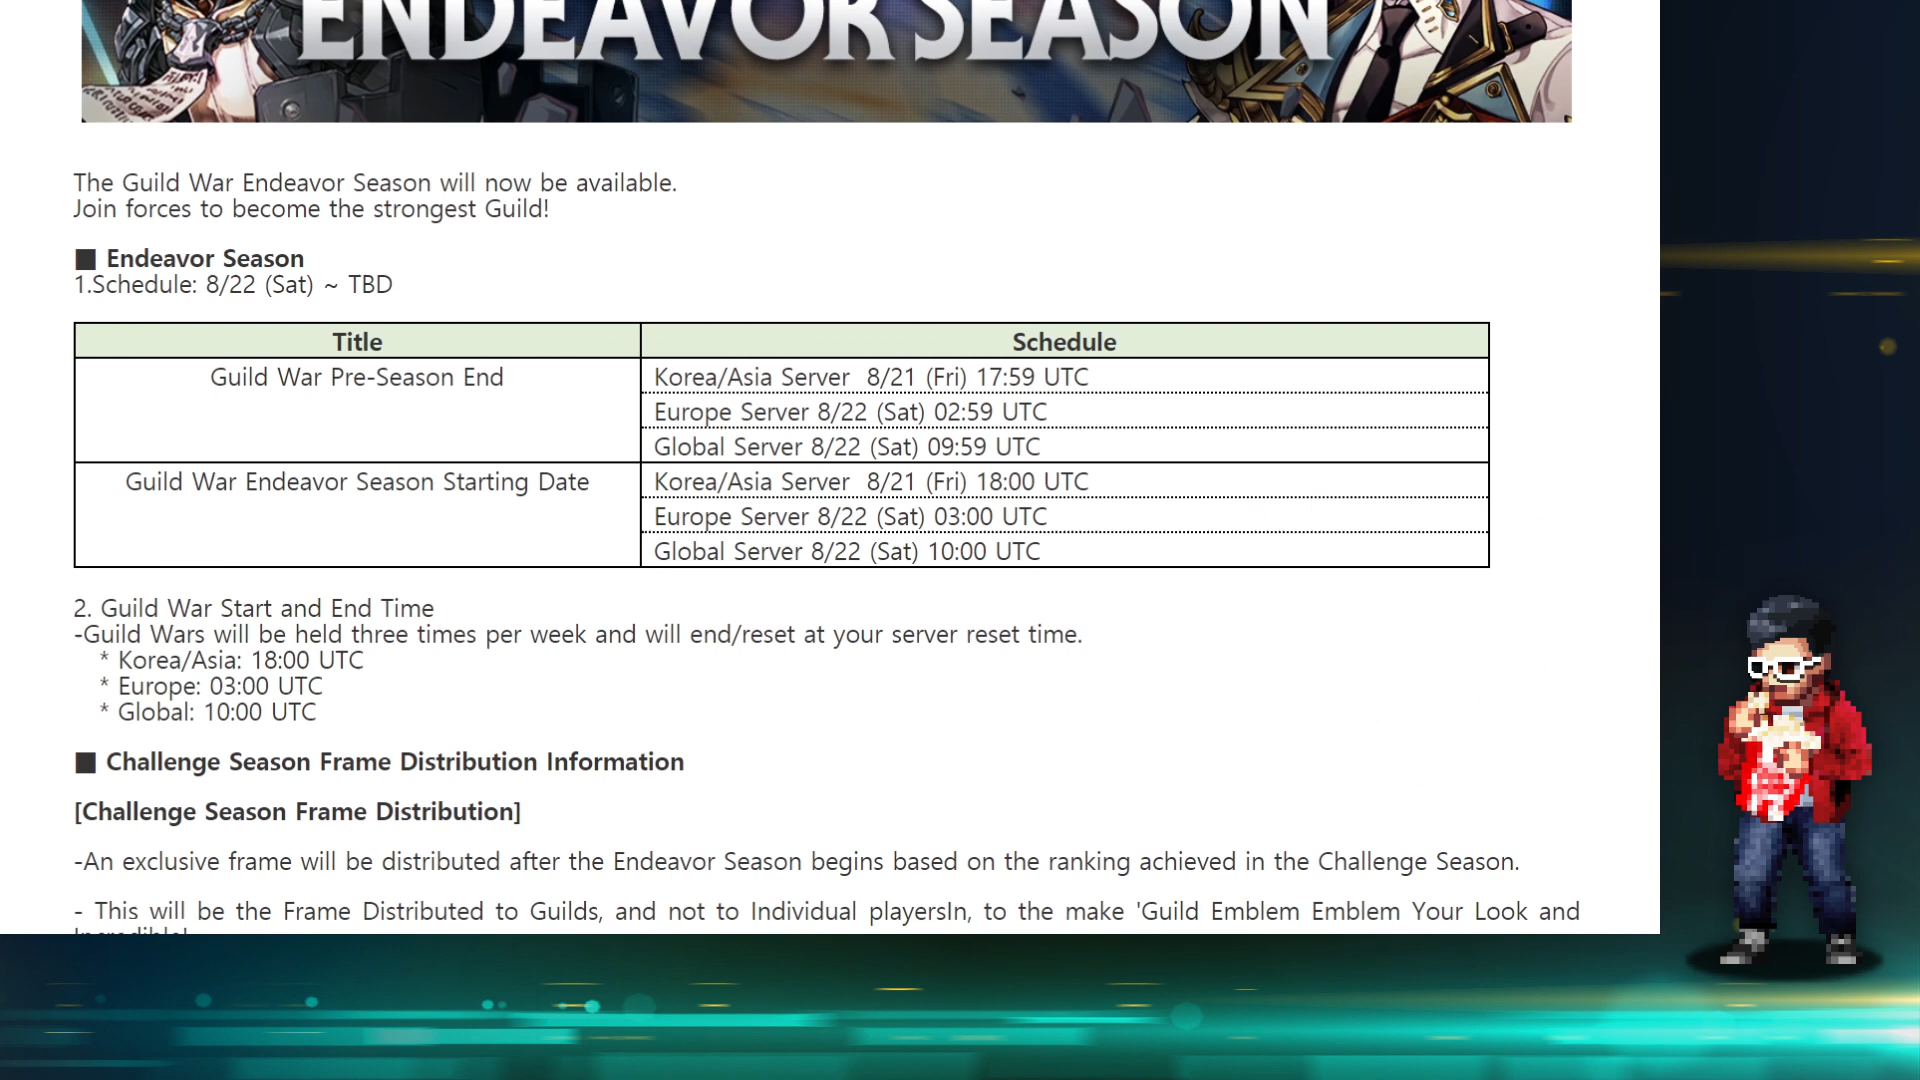 ENDEAVOR SEASON
The Guild War Endeavor Season will now be available.
Join forces to become the strongest Guild!
■ Endeavor Season
1.Schedule: 8/22 (Sat) ~ TBD
Title Schedule
Guild War Pre-Season End Korea/Asia Server 8/21 (Fri) 17:59 UTC
Europe Server 8/22 (Sat) 02:59 UTC
Global Server 8/22 (Sat) 09:59 UTC
Guild War Endeavor Season Starting Date Korea/Asia Server 8/21 (Fri) 18:00 UTC
Europe Server 8/22 (Sat) 03:00 UTC
Global Server 8/22 (Sat) 10:00 UTC
2. Guild War Start and End Time
-Guild Wars will be held three times per week and will end/reset at your server reset time.
* Korea/Asia: 18:00 UTC
* Europe: 03:00 UTC
* Global: 10:00 UTC
■ Challenge Season Frame Distribution Information
[Challenge Season Frame Distribution]
-An exclusive frame will be distributed after the Endeavor Season begins based on the ranking achieved in the Challenge Season.
- This will be the Frame Distributed to Guilds, and not to Individual playersIn, to the make 'Guild Emblem Emblem Your Look and